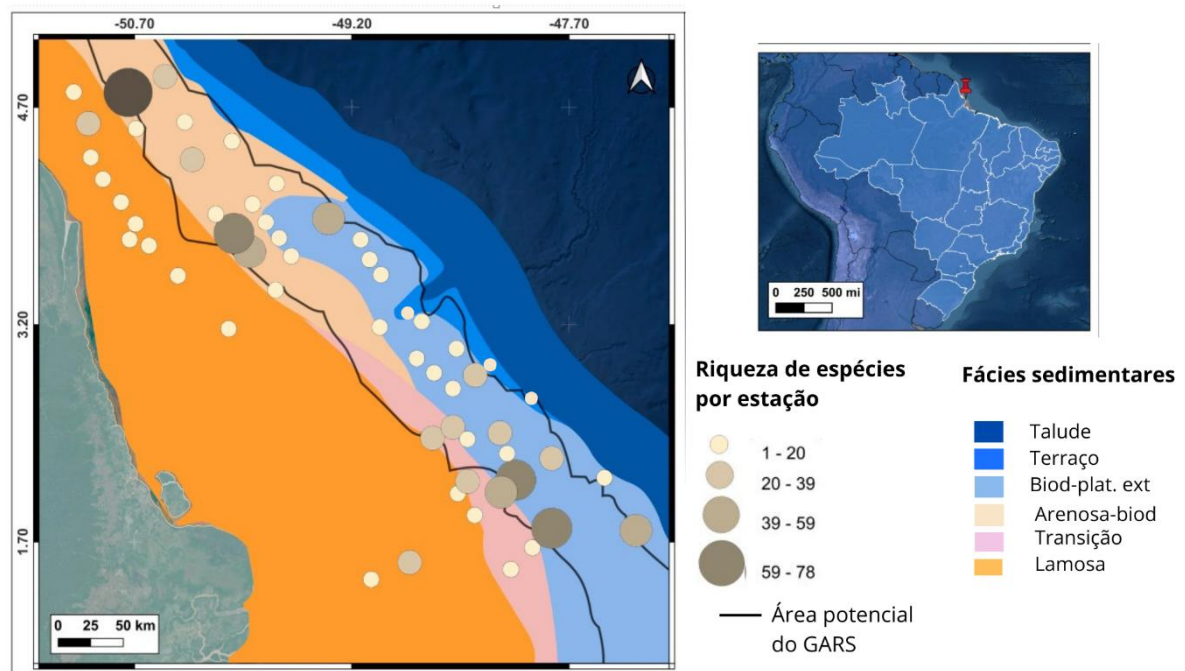 -50.70 -49.20 -47.70
4.70
3.20
1.70
0 25 50 km
0 250 500 mi
Riqueza de espécies
por estação
1 - 20
20 - 39
39 - 59
59 - 78
Área potencial
do GARS
Fácies sedimentares
Talude
Terraço
Biod-plat. ext
Arenosa-biod
Transição
Lamosa